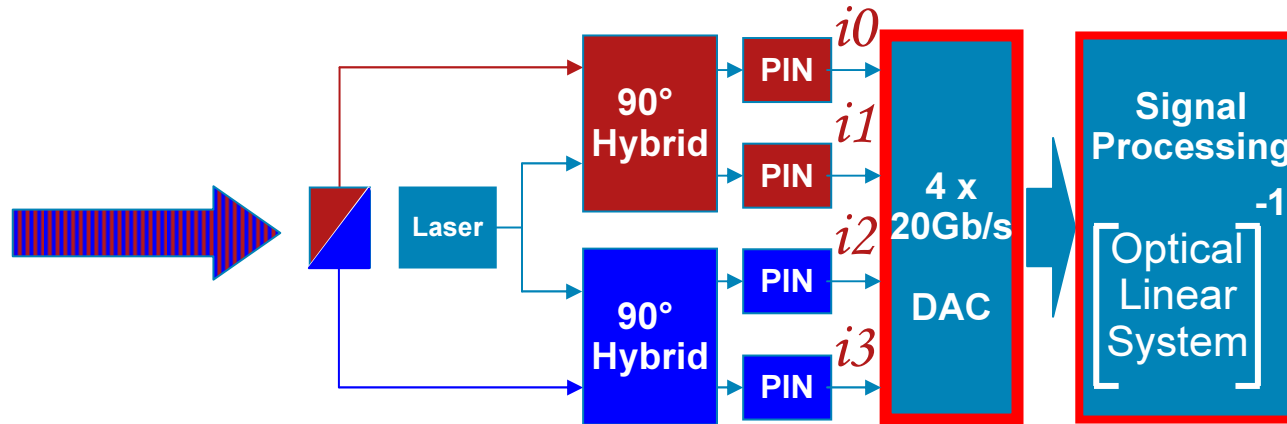 90°
Hybrid
PIN
i0
PIN
i1
Laser
90°
Hybrid
PIN
i2
PIN
i3
4 x
20Gb/s
DAC
Signal
Processing
-1
Optical
Linear
System